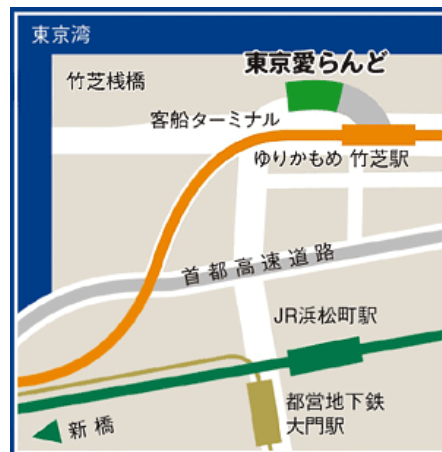 東京湾
竹芝桟橋
東京愛らんど
客船ターミナル
ゆりかもめ 竹芝駅
首都高速道路
JR浜松町駅
都営地下鉄
大門駅
新橋